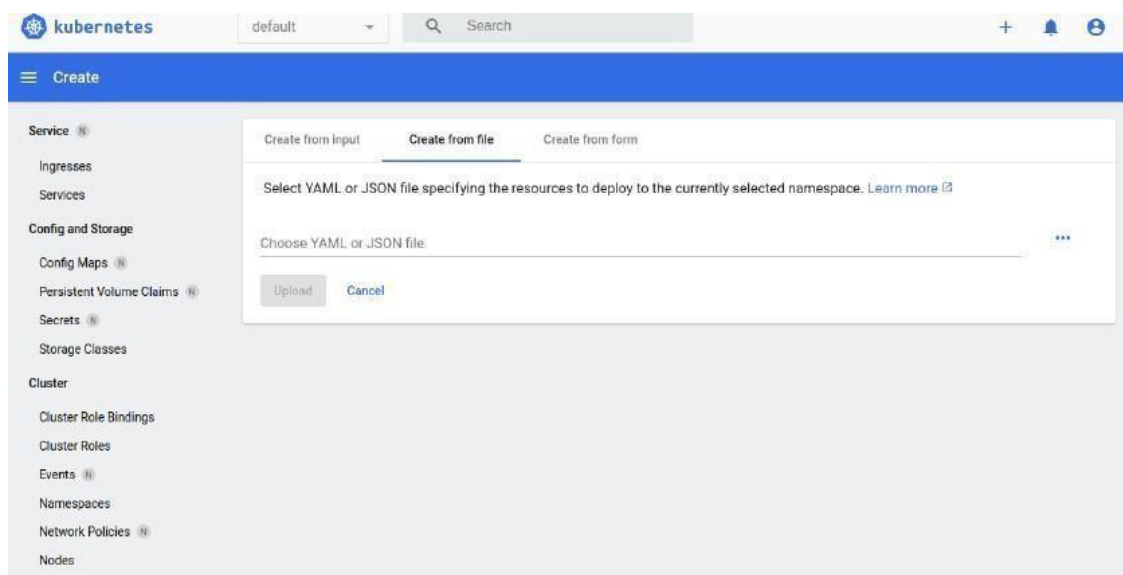 kubernetes
default
Search
Create
Service N
Ingresses
Services
Config and Storage
Config Maps N
Persistent Volume Claims N
Secrets N
Storage Classes
Cluster
Cluster Role Bindings
Cluster Roles
Events N
Namespaces
Network Policies N
Nodes
Create from input
Create from file
Create from form
Select YAML or JSON file specifying the resources to deploy to the currently selected namespace. Learn more
Choose YAML or JSON file
Upload
Cancel